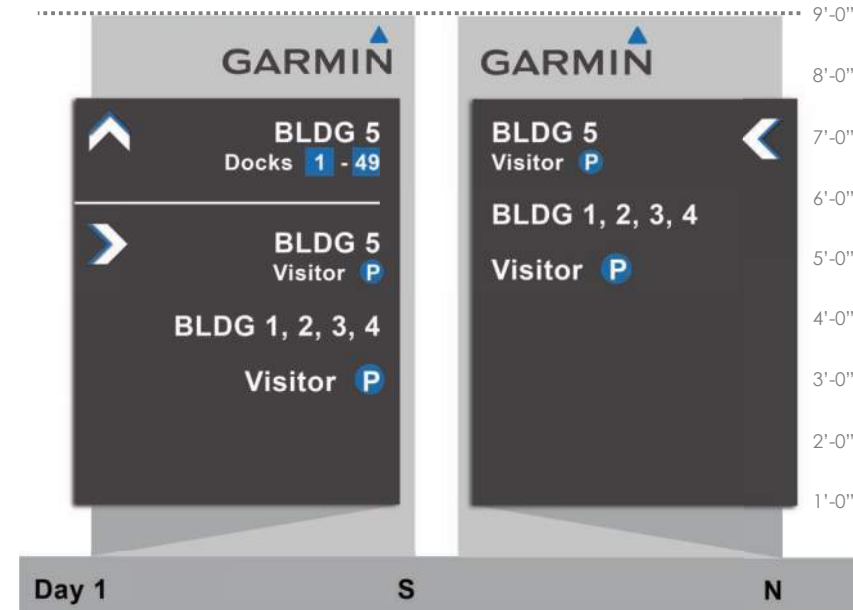 GARMIN
BLDG 5
Docks 1 - 49
BLDG 5
Visitor P
BLDG 1, 2, 3, 4
Visitor P
GARMIN
BLDG 5
Visitor P
BLDG 1, 2, 3, 4
Visitor P
9'-0"
8'-0"
7'-0"
6'-0"
5'-0"
4'-0"
3'-0"
2'-0"
1'-0"
Day 1 S N